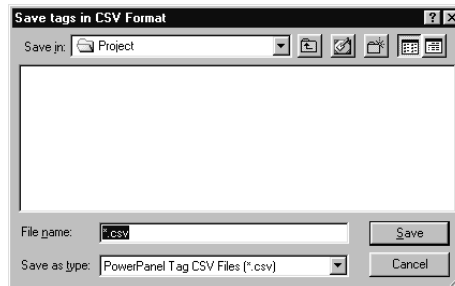 Save tags in CSV Format
Save in: Project
File name: *.csv Save
Save as type: PowerPanel Tag CSV Files (*.csv) Cancel